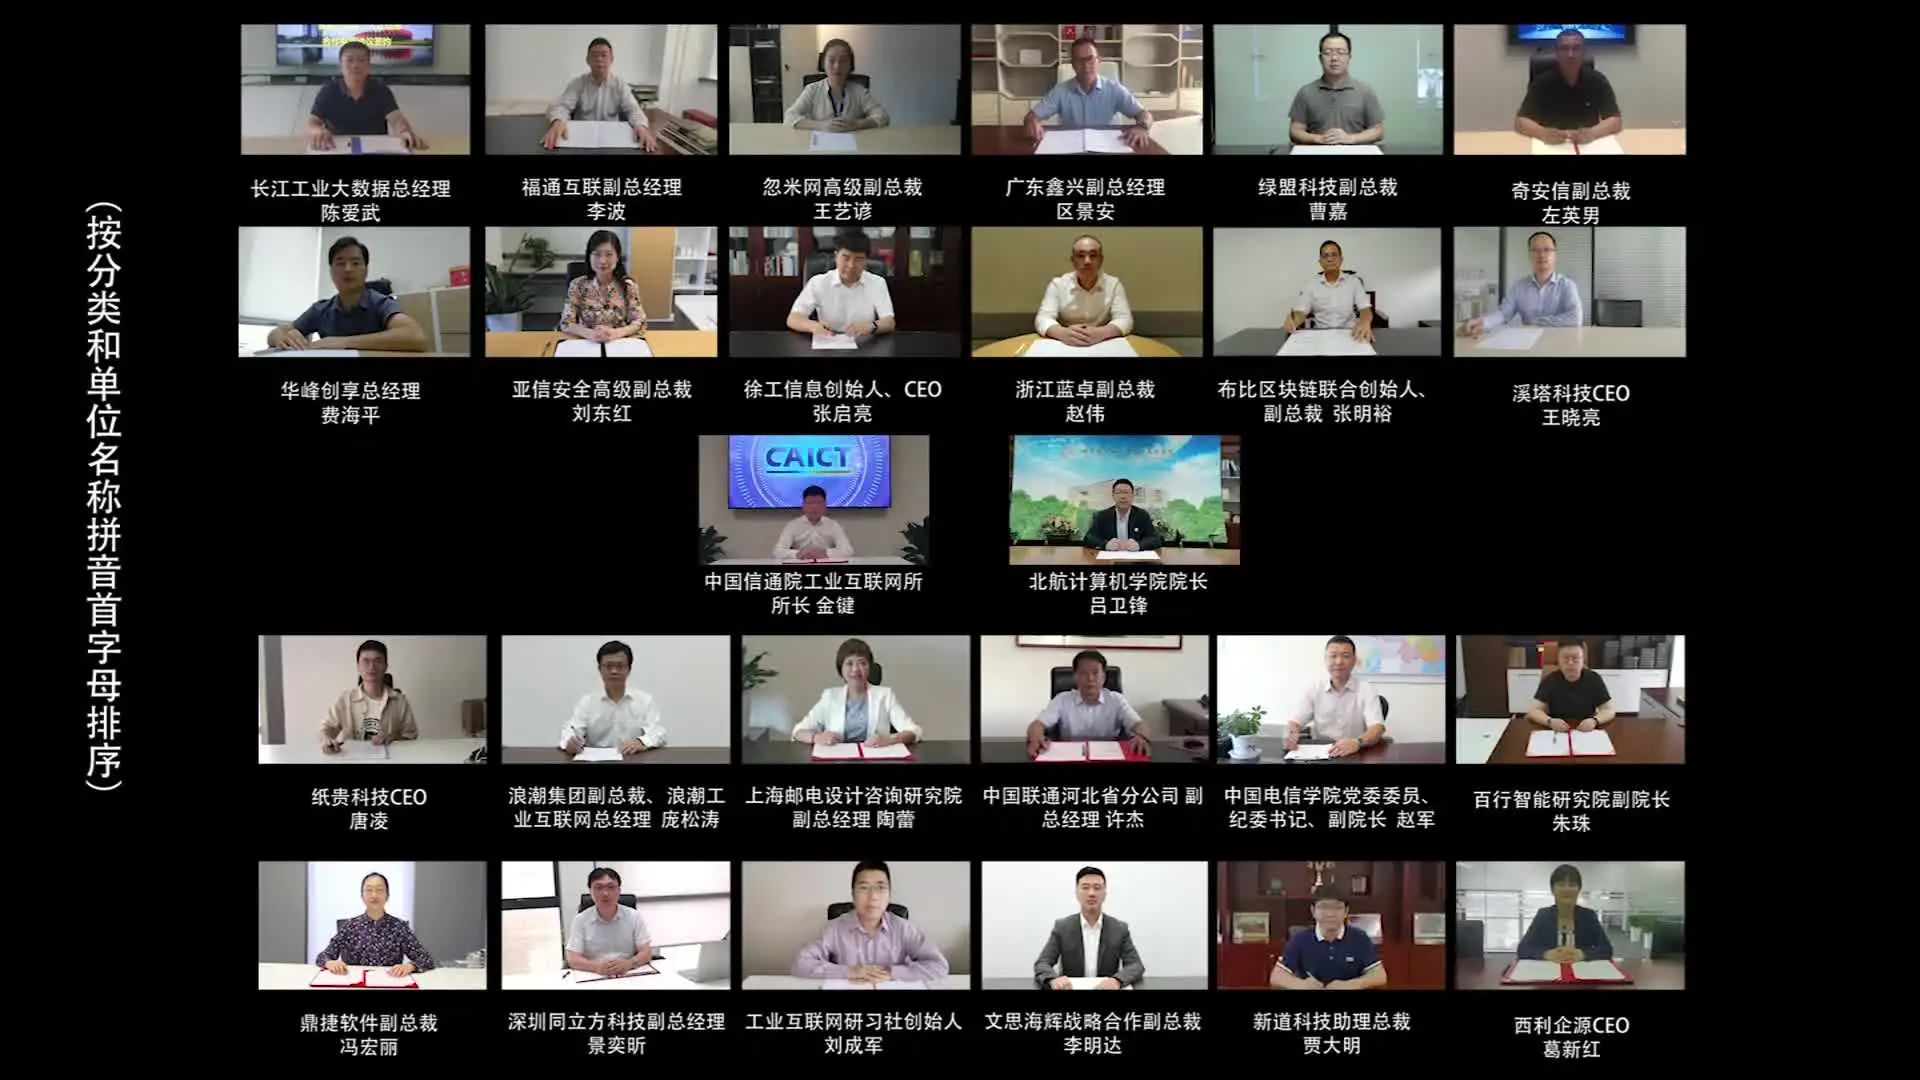 （按分类和单位名称拼音首字母排序）
长江工业大数据总经理
陈爱武
福通互联副总经理
李波
忽米网高级副总裁
王艺谚
广东鑫兴副总经理
区景安
绿盟科技副总裁
曹嘉
奇安信副总裁
左英男
华峰创享总经理
费海平
亚信安全高级副总裁
刘东红
徐工信息创始人、CEO
张启亮
浙江蓝卓副总裁
赵伟
布比区块链联合创始人、
副总裁 张明裕
溪塔科技CEO
王晓亮
CAICT
中国信通院工业互联网所
所长 金键
北航计算机学院院长
吕卫锋
纸贵科技CEO
唐凌
浪潮集团副总裁、浪潮工
业互联网总经理 庞松涛
上海邮电设计咨询研究院
副总经理 陶蕾
中国联通河北省分公司 副
总经理 许杰
中国电信学院党委委员、
纪委书记、副院长 赵军
百行智能研究院副院长
朱珠
鼎捷软件副总裁
冯宏丽
深圳同立方科技副总经理
景奕昕
工业互联网研习社创始人
刘成军
文思海辉战略合作副总裁
李明达
新道科技助理总裁
贾大明
西利企源CEO
葛新红